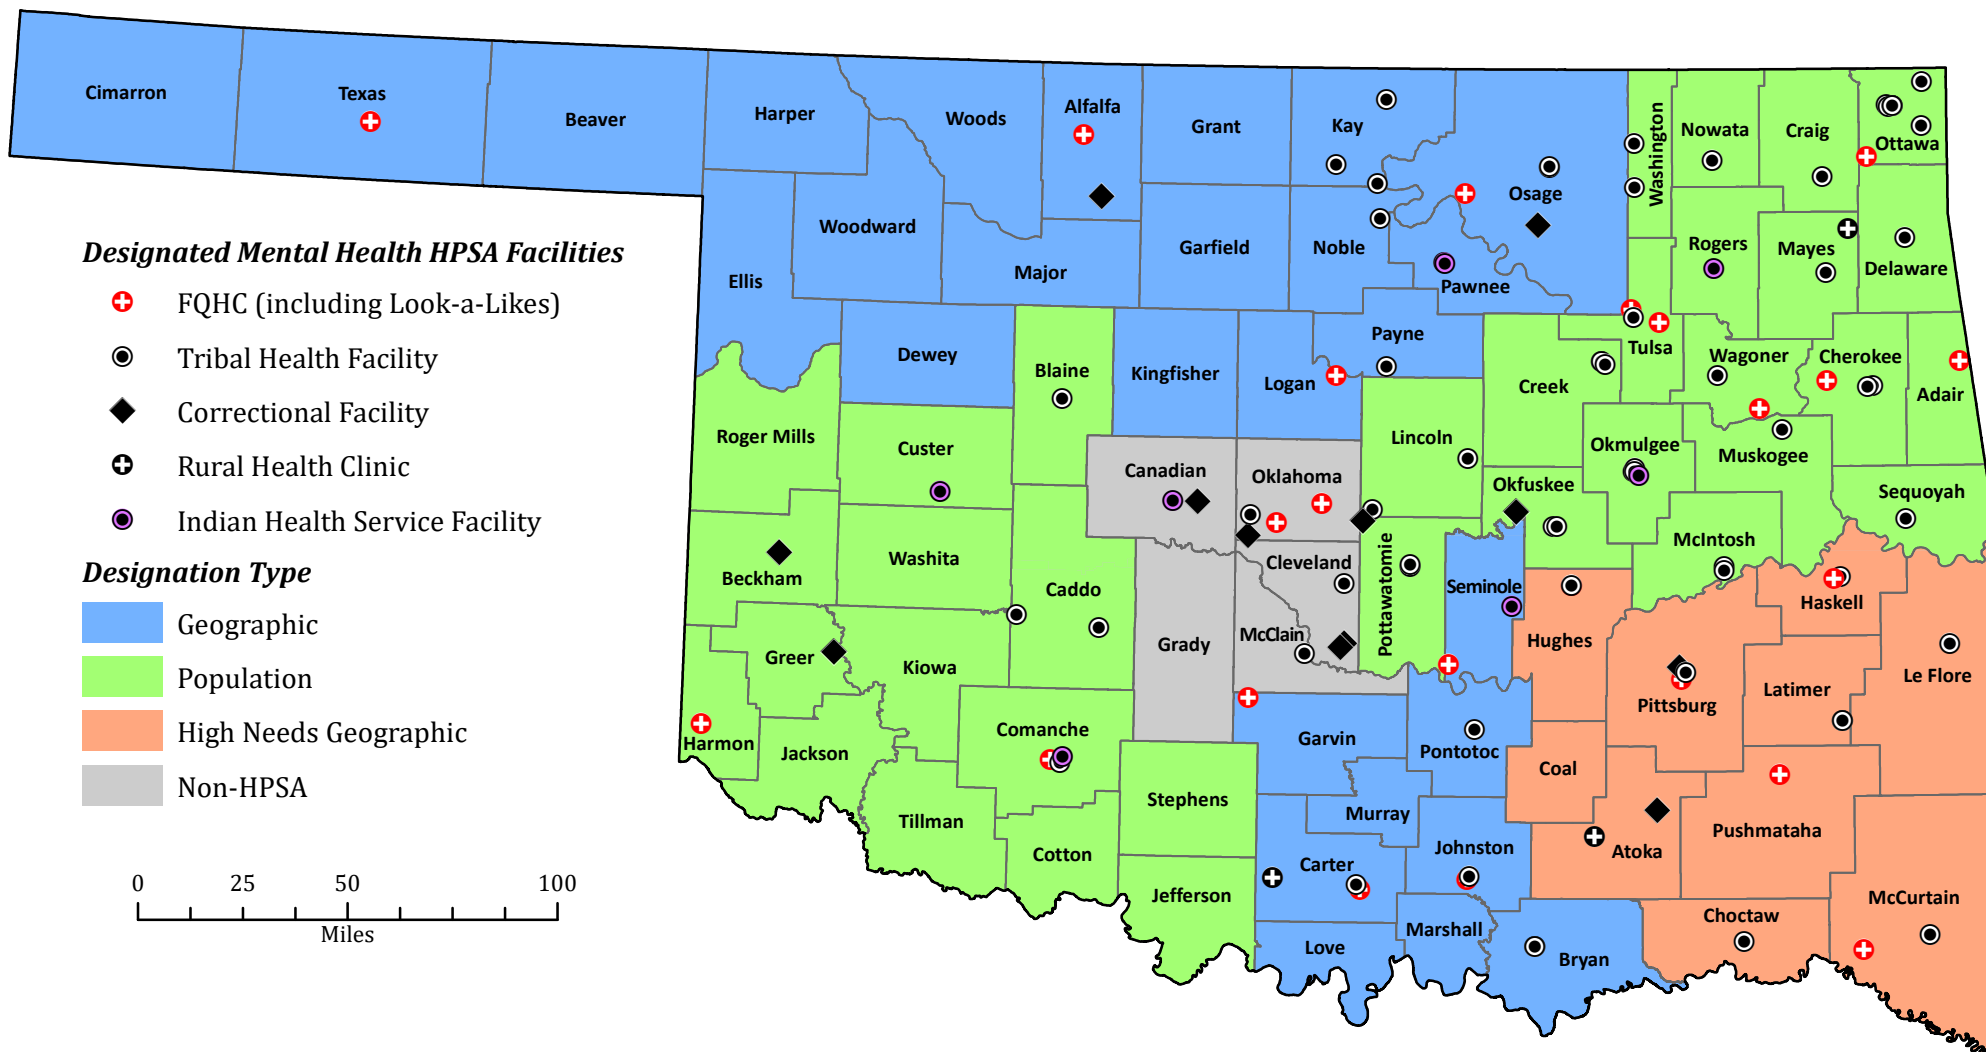 Cimarron
Texas
Beaver
Harper
Woods
Alfalfa
Grant
Kay
Osage
Washington
Nowata
Craig
Ottawa
Woodward
Ellis
Major
Garfield
Noble
Pawnee
Rogers
Mayes
Delaware
Designated Mental Health HPSA Facilities
FQHC (including Look-a-Likes)
Tribal Health Facility
Correctional Facility
Rural Health Clinic
Indian Health Service Facility
Designation Type
Geographic
Population
High Needs Geographic
Non-HPSA
0 25 50 100
Miles
Dewey
Blaine
Kingfisher
Logan
Payne
Creek
Tulsa
Wagoner
Cherokee
Adair
Roger Mills
Custer
Canadian
Oklahoma
Lincoln
Okmulgee
Muskogee
Okfuskee
Sequoyah
Beckham
Washita
Caddo
Cleveland
Pottawatomie
Seminole
McIntosh
Haskell
Greer
Kiowa
Grady
McClain
Hughes
Pittsburg
Latimer
Le Flore
Harmon
Jackson
Comanche
Garvin
Pontotoc
Coal
Tillman
Stephens
Murray
Cotton
Carter
Johnston
Atoka
Pushmataha
Jefferson
Love
Marshall
Bryan
Choctaw
McCurtain